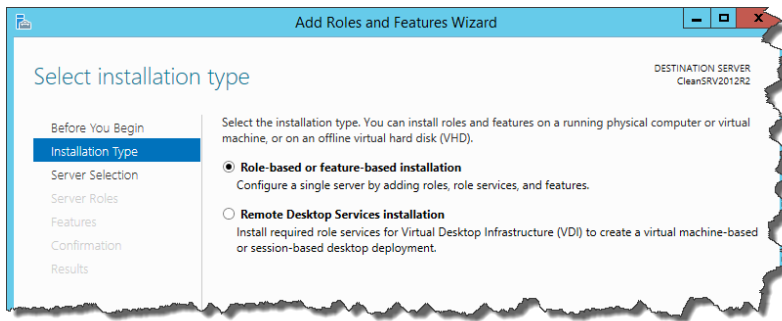 Add Roles and Features Wizard
Select installation type
DESTINATION SERVER
CleanSRV2012R2
Before You Begin
Installation Type
Server Selection
Server Roles
Features
Confirmation
Results
Select the installation type. You can install roles and features on a running physical computer or virtual
machine, or on an offline virtual hard disk (VHD).
Role-based or feature-based installation
Configure a single server by adding roles, role services, and features.
Remote Desktop Services installation
Install required role services for Virtual Desktop Infrastructure (VDI) to create a virtual machine-based
or session-based desktop deployment.